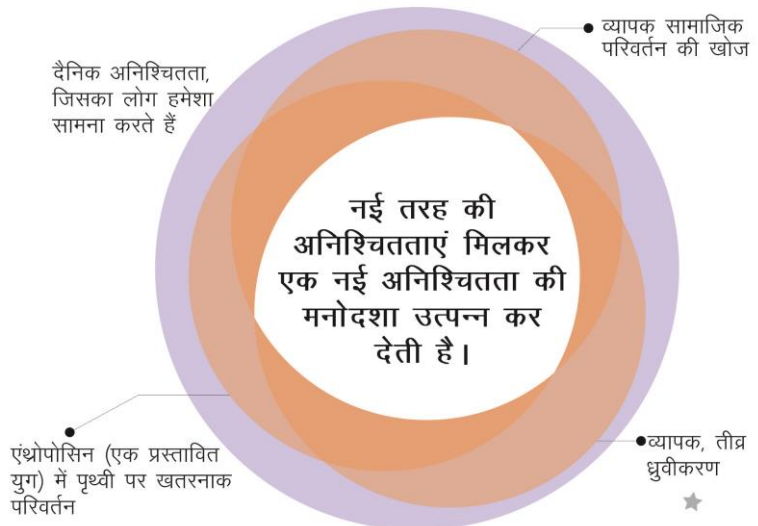 व्यापक सामाजिक
परिवर्तन की खोज
दैनिक अनिश्चितता,
जिसका लोग हमेशा
सामना करते हैं
नई तरह की
अनिश्चितताएं मिलकर
एक नई अनिश्चितता की
मनोदशा उत्पन्न कर
देती है।
एंथ्रोपोसिन (एक प्रस्तावित
युग) में पृथ्वी पर खतरनाक
परिवर्तन
व्यापक, तीव्र
ध्रुवीकरण